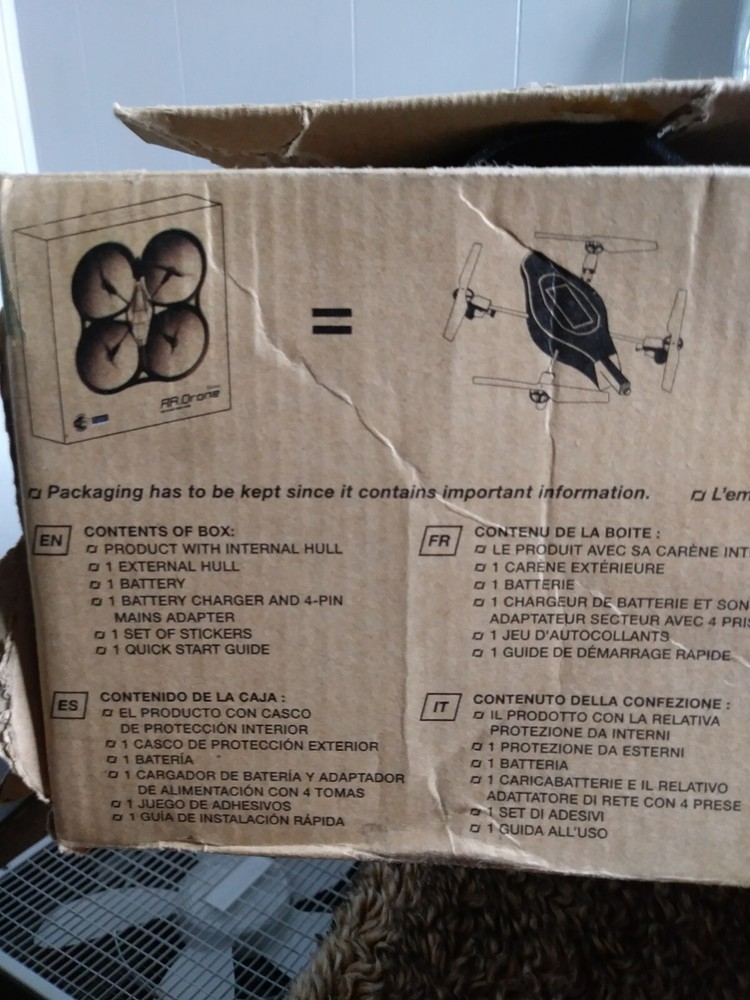 AR.Drone
Packaging has to be kept since it contains important information.
L'em
EN
CONTENTS OF BOX:
PRODUCT WITH INTERNAL HULL
1 EXTERNAL HULL
1 BATTERY
1 BATTERY CHARGER AND 4-PIN
MAINS ADAPTER
1 SET OF STICKERS
1 QUICK START GUIDE
FR
CONTENU DE LA BOITE :
LE PRODUIT AVEC SA CARÈNE INT
1 CARÈNE EXTÉRIEURE
1 BATTERIE
1 CHARGEUR DE BATTERIE ET SON
ADAPTATEUR SECTEUR AVEC 4 PRIS
1 JEU D'AUTOCOLLANTS
1 GUIDE DE DÉMARRAGE RAPIDE
ES
CONTENIDO DE LA CAJA :
EL PRODUCTO CON CASCO
DE PROTECCIÓN INTERIOR
1 CASCO DE PROTECCIÓN EXTERIOR
1 BATERÍA
1 CARGADOR DE BATERÍA Y ADAPTADOR
DE ALIMENTACIÓN CON 4 TOMAS
1 JUEGO DE ADHESIVOS
1 GUÍA DE INSTALACIÓN RÁPIDA
IT
CONTENUTO DELLA CONFEZIONE :
IL PRODOTTO CON LA RELATIVA
PROTEZIONE DA INTERNI
1 PROTEZIONE DA ESTERNI
1 BATTERIA
1 CARICABATTERIE E IL RELATIVO
ADATTATORE DI RETE CON 4 PRESE
1 SET DI ADESIVI
1 GUIDA ALL'USO